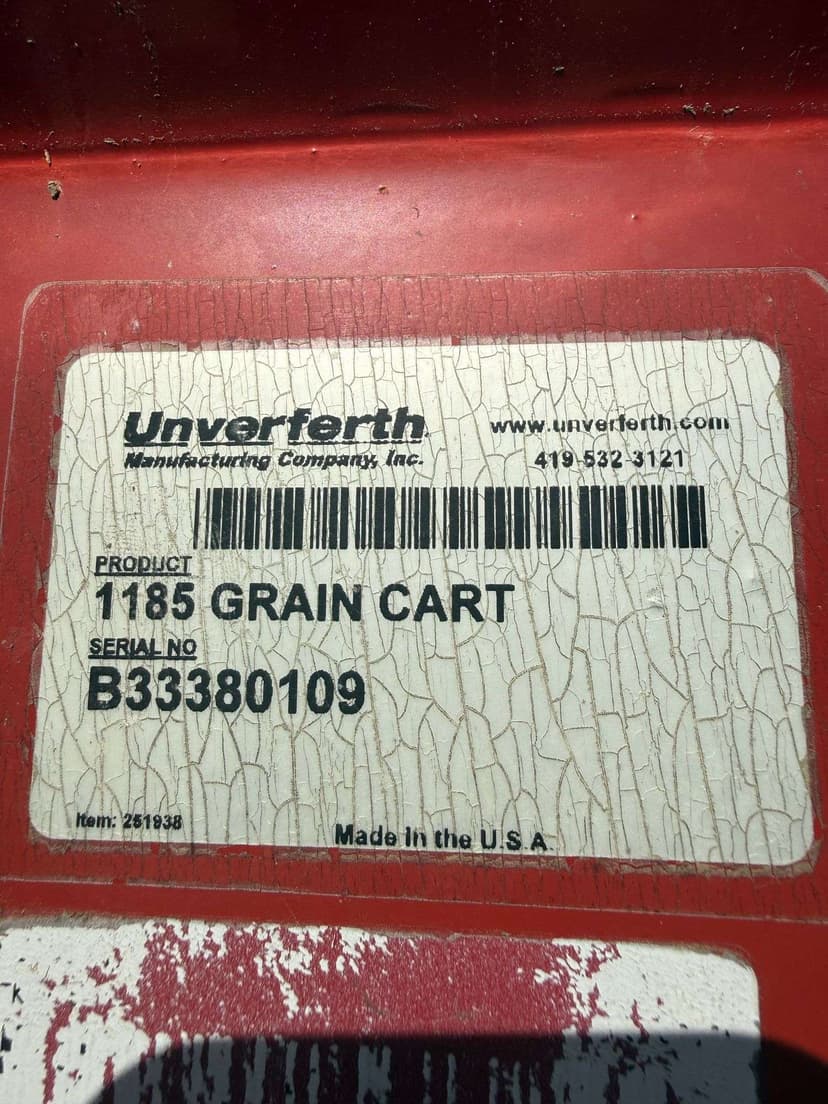 Unverferth
Manufacturing Company, Inc.
www.unverferth.com
419-532-3121
PRODUCT
1185 GRAIN CART
SERIAL NO
B33380109
Item: 251938
Made in the U.S.A.